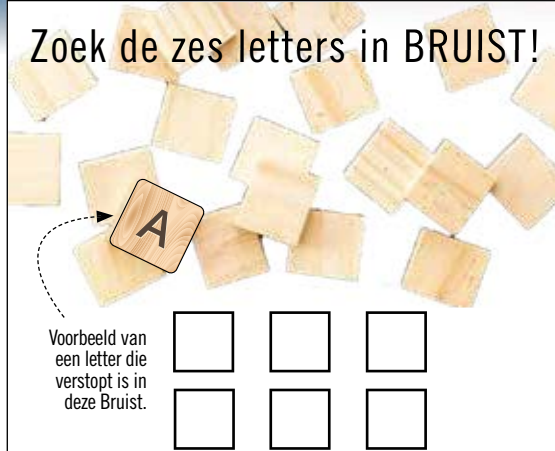 Zoek de zes letters in BRUIST!
A
Voorbeeld van
een letter die
verstopt is in
deze Bruist.